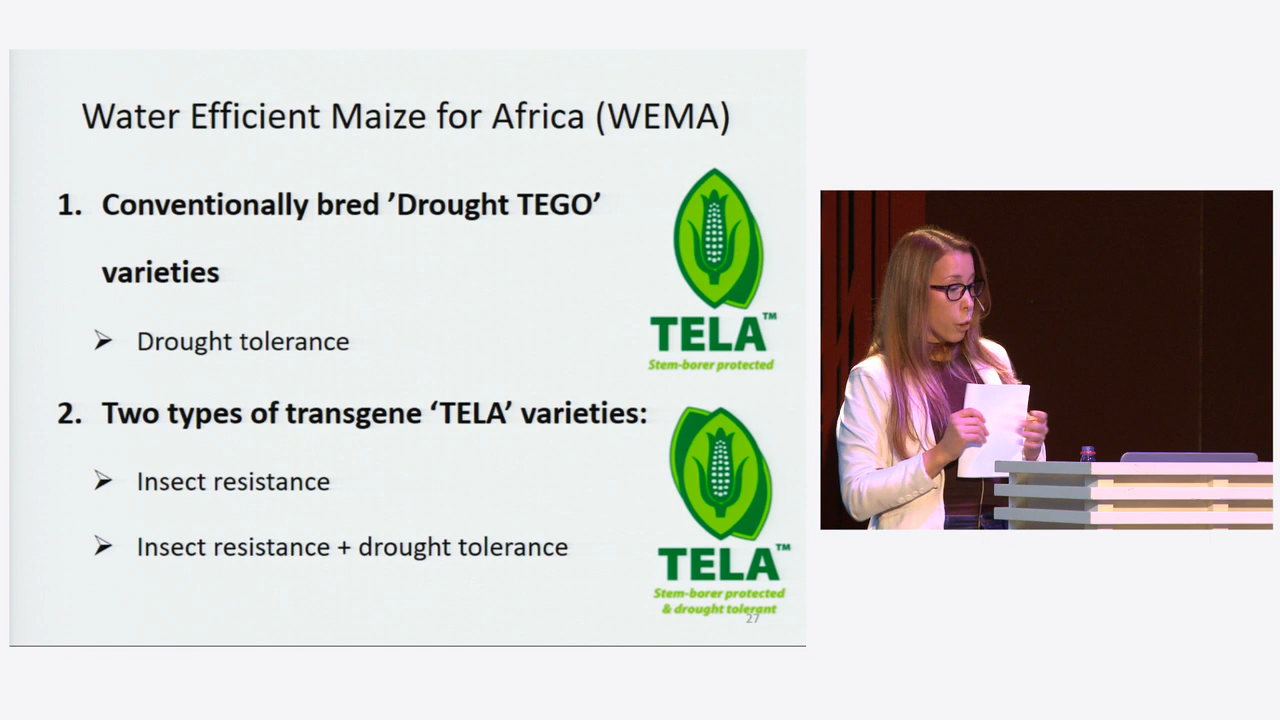 Water Efficient Maize for Africa (WEMA)
1. Conventionally bred ’Drought TEGO’
varieties
➢ Drought tolerance
2. Two types of transgene ‘TELA’ varieties:
➢ Insect resistance
➢ Insect resistance + drought tolerance
TELA™
Stem-borer protected
TELA™
Stem-borer protected
& drought tolerant
27